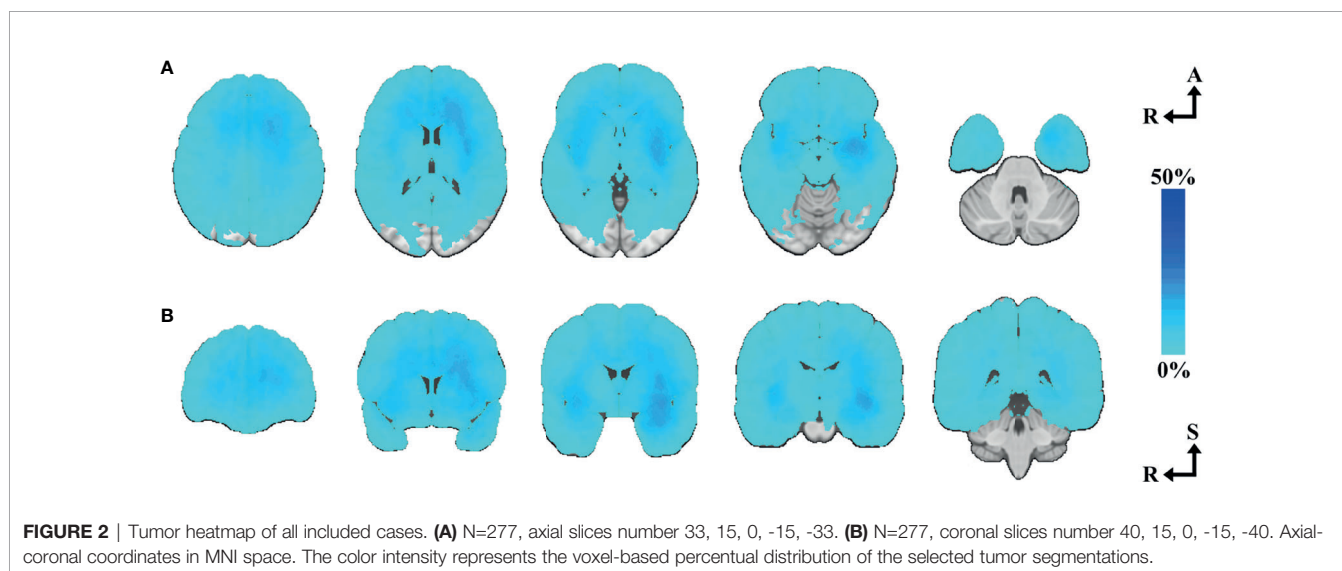 A
A
R
50%
0%
B
S
R
FIGURE 2 | Tumor heatmap of all included cases. (A) N=277, axial slices number 33, 15, 0, -15, -33. (B) N=277, coronal slices number 40, 15, 0, -15, -40. Axial-
coronal coordinates in MNI space. The color intensity represents the voxel-based percentual distribution of the selected tumor segmentations.